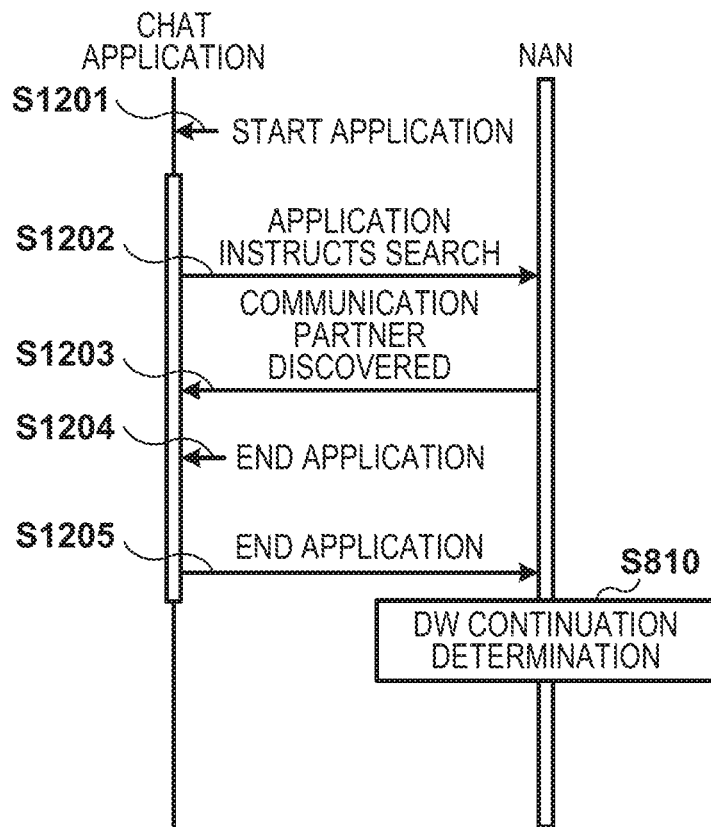 CHAT
APPLICATION
NAN
S1201
START APPLICATION
S1202
APPLICATION
INSTRUCTS SEARCH
COMMUNICATION
PARTNER
DISCOVERED
S1203
S1204
END APPLICATION
S1205
END APPLICATION
S810
DW CONTINUATION
DETERMINATION